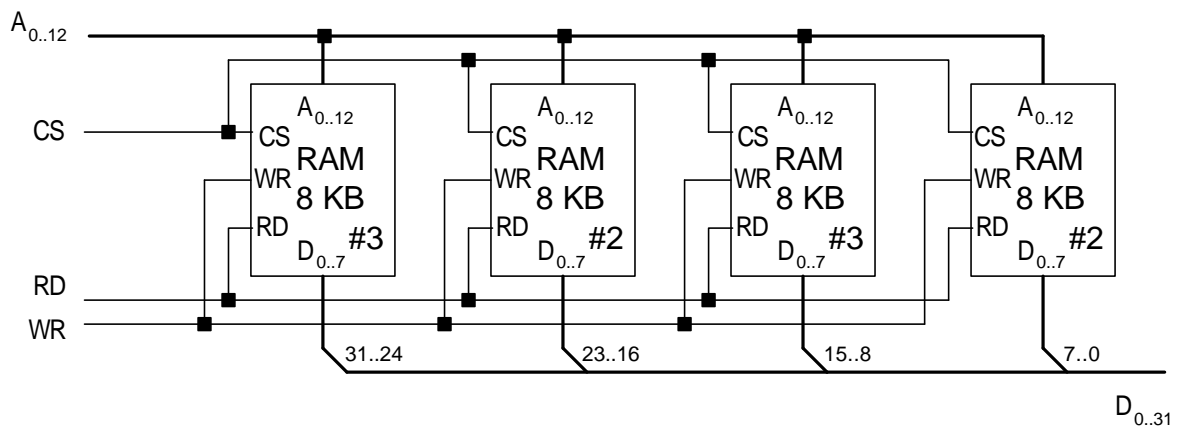 A0..12
CS
RD
WR
A0..12
CS
RAM
WR
8 KB
RD
#3
D0..7
A0..12
CS
RAM
WR
8 KB
RD
#2
D0..7
A0..12
CS
RAM
WR
8 KB
RD
#3
D0..7
A0..12
CS
RAM
WR
8 KB
RD
#2
D0..7
31..24
23..16
15..8
7..0
D0..31